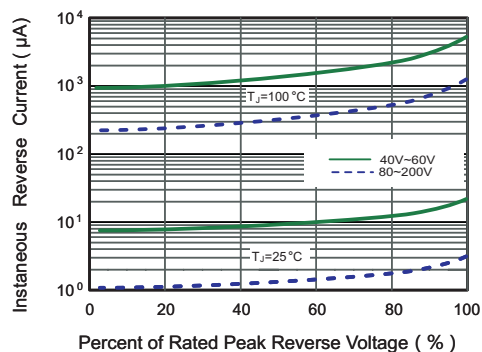 Instaneous Reverse Current ( μA)
10⁴
10³
10²
10¹
10⁰
TJ=100°C
40V~60V
80~200V
TJ=25°C
0 20 40 60 80 100
Percent of Rated Peak Reverse Voltage ( % )